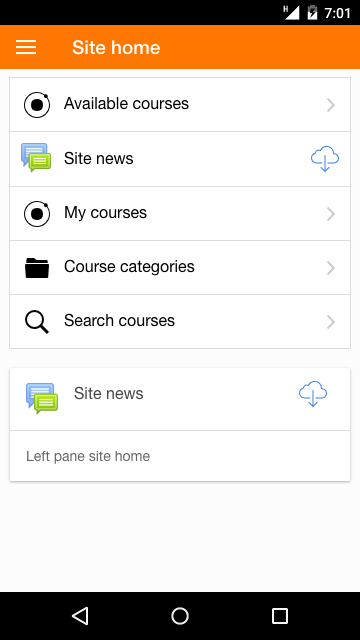 H 7:01
Site home
Available courses
Site news
My courses
Course categories
Search courses
Site news
Left pane site home